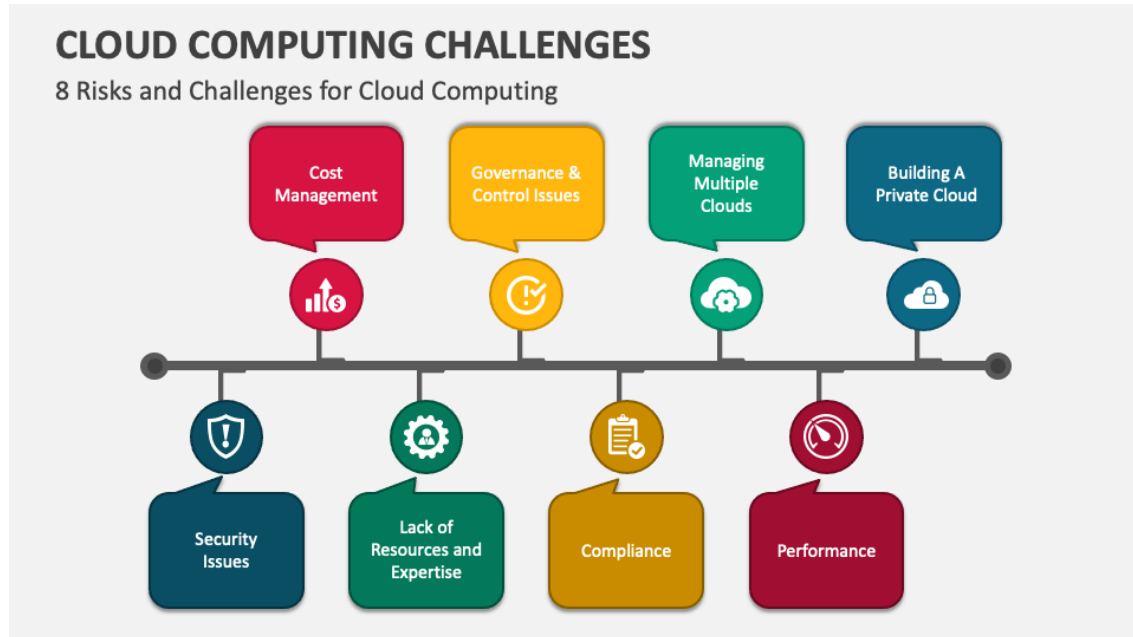 CLOUD COMPUTING CHALLENGES
8 Risks and Challenges for Cloud Computing
Cost
Management
Governance &
Control Issues
Managing
Multiple
Clouds
Building A
Private Cloud
Security
Issues
Lack of
Resources and
Expertise
Compliance
Performance